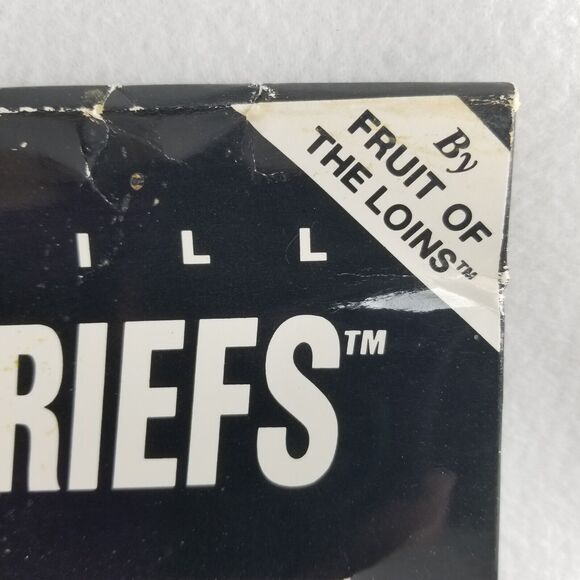 By
FRUIT OF
THE LOINS™
ILL
RIEFS™